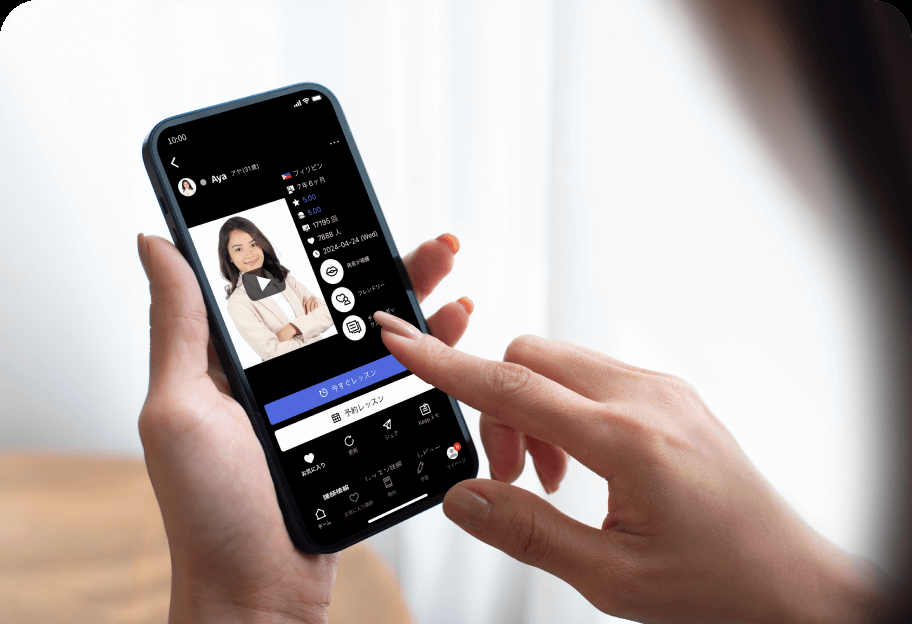 10:00
Aya アヤ(31歳)
フィリピン
7年6ヶ月
5.00
5.00
17195 回
7888 人
2024-04-24 (Wed)
発音が綺麗
フレンドリー
今すぐレッスン
予約レッスン
お気に入り
更新
シェア
Keepメモ
講師情報
レッスン情報
レビュー
ホーム
お気に入り講師
教材
学習
マイページ